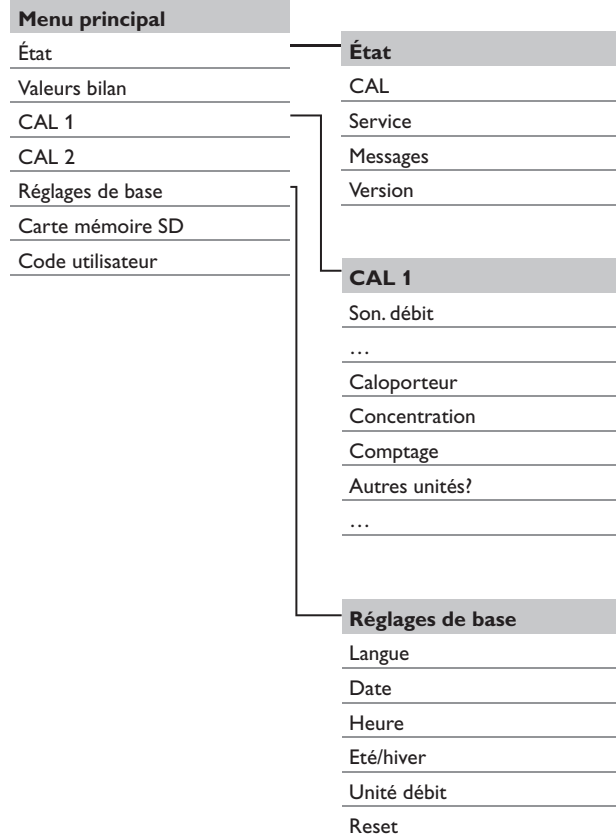 Menu principal
État
Valeurs bilan
CAL 1
CAL 2
Réglages de base
Carte mémoire SD
Code utilisateur
État
CAL
Service
Messages
Version
CAL 1
Son. débit
…
Caloporteur
Concentration
Comptage
Autres unités?
…
Réglages de base
Langue
Date
Heure
Eté/hiver
Unité débit
Reset